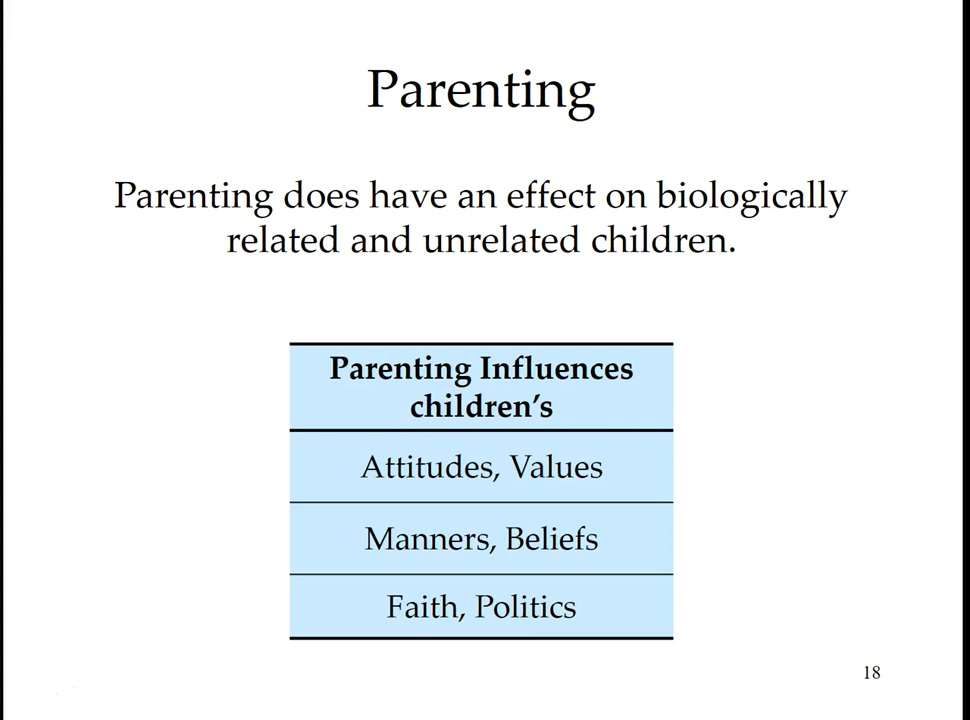 Parenting
Parenting does have an effect on biologically
related and unrelated children.
Parenting Influences
children’s
Attitudes, Values
Manners, Beliefs
Faith, Politics
18